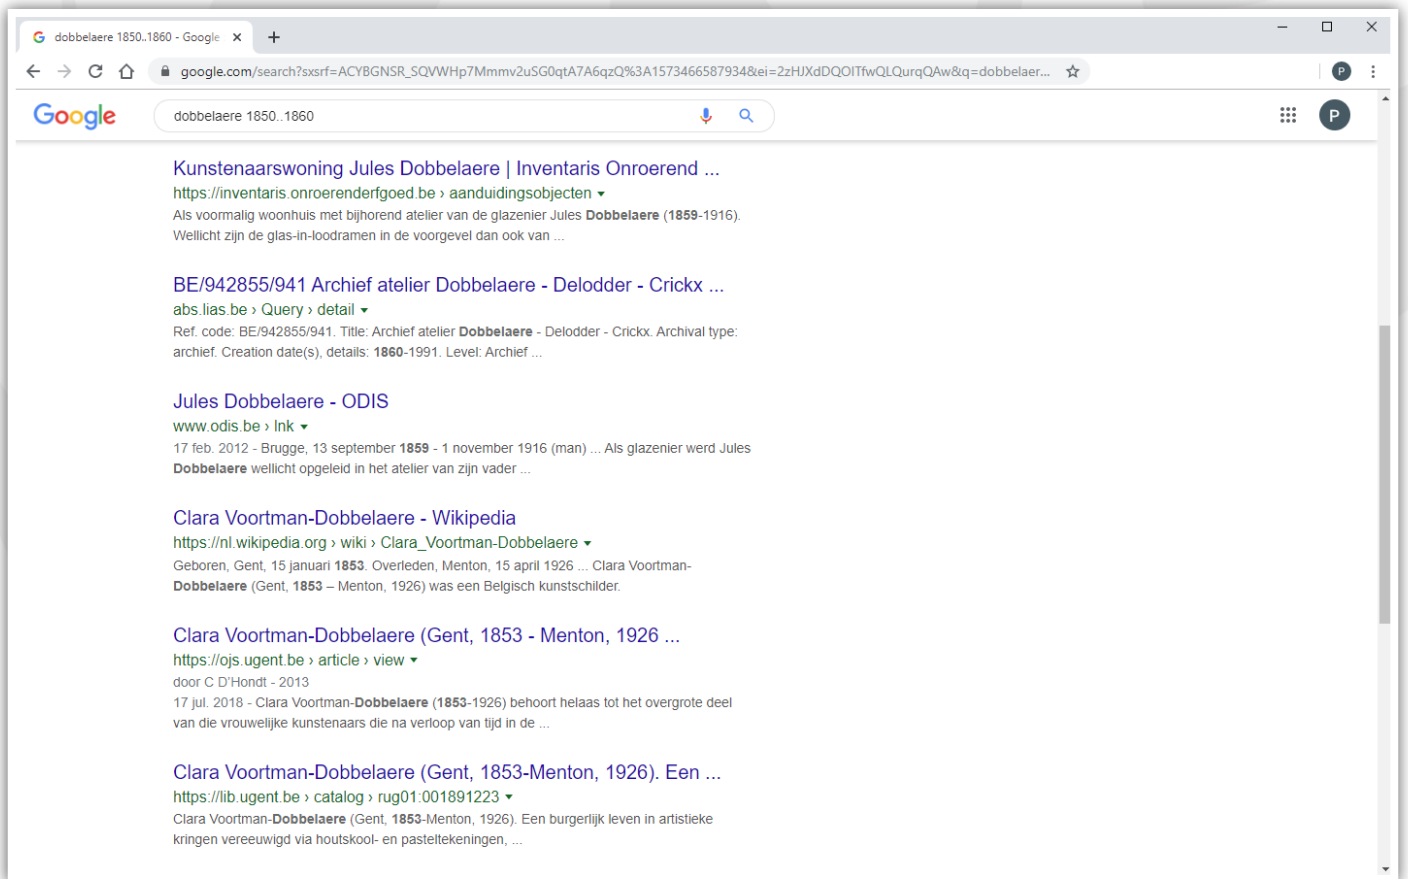 dobbelaere 1850..1860 - Google
google.com/search?sxsrf=ACYBGNSR_SQVWHp7Mmmv2uSG0qtA7A6qzQ%3A1573466587934&ei=2zHJXdDQOITfwQLQurqQAw&q=dobbelaer...
P
Google
dobbelaere 1850..1860
P
Kunstenaarswoning Jules Dobbelaere | Inventaris Onroerend ...
https://inventaris.onroerenderfgoed.be › aanduidingsobjecten
Als voormalig woonhuis met bijhorend atelier van de glazenier Jules Dobbelaere (1859-1916).
Wellicht zijn de glas-in-loodramen in de voorgevel dan ook van ...
BE/942855/941 Archief atelier Dobbelaere - Delodder - Crickx ...
abs.lias.be › Query › detail
Ref. code: BE/942855/941. Title: Archief atelier Dobbelaere - Delodder - Crickx. Archival type:
archief. Creation date(s), details: 1860-1991. Level: Archief ...
Jules Dobbelaere - ODIS
www.odis.be › lnk
17 feb. 2012 - Brugge, 13 september 1859 - 1 november 1916 (man) ... Als glazenier werd Jules
Dobbelaere wellicht opgeleid in het atelier van zijn vader ...
Clara Voortman-Dobbelaere - Wikipedia
https://nl.wikipedia.org › wiki › Clara_Voortman-Dobbelaere
Geboren, Gent, 15 januari 1853. Overleden, Menton, 15 april 1926 ... Clara Voortman-
Dobbelaere (Gent, 1853 – Menton, 1926) was een Belgisch kunstschilder.
Clara Voortman-Dobbelaere (Gent, 1853 - Menton, 1926 ...
https://ojs.ugent.be › article › view
door C D'Hondt - 2013
17 jul. 2018 - Clara Voortman-Dobbelaere (1853-1926) behoort helaas tot het overgrote deel
van die vrouwelijke kunstenaars die na verloop van tijd in de ...
Clara Voortman-Dobbelaere (Gent, 1853-Menton, 1926). Een ...
https://lib.ugent.be › catalog › rug01:001891223
Clara Voortman-Dobbelaere (Gent, 1853-Menton, 1926). Een burgerlijk leven in artistieke
kringen vereeuwigd via houtskool- en pasteltekeningen, ...